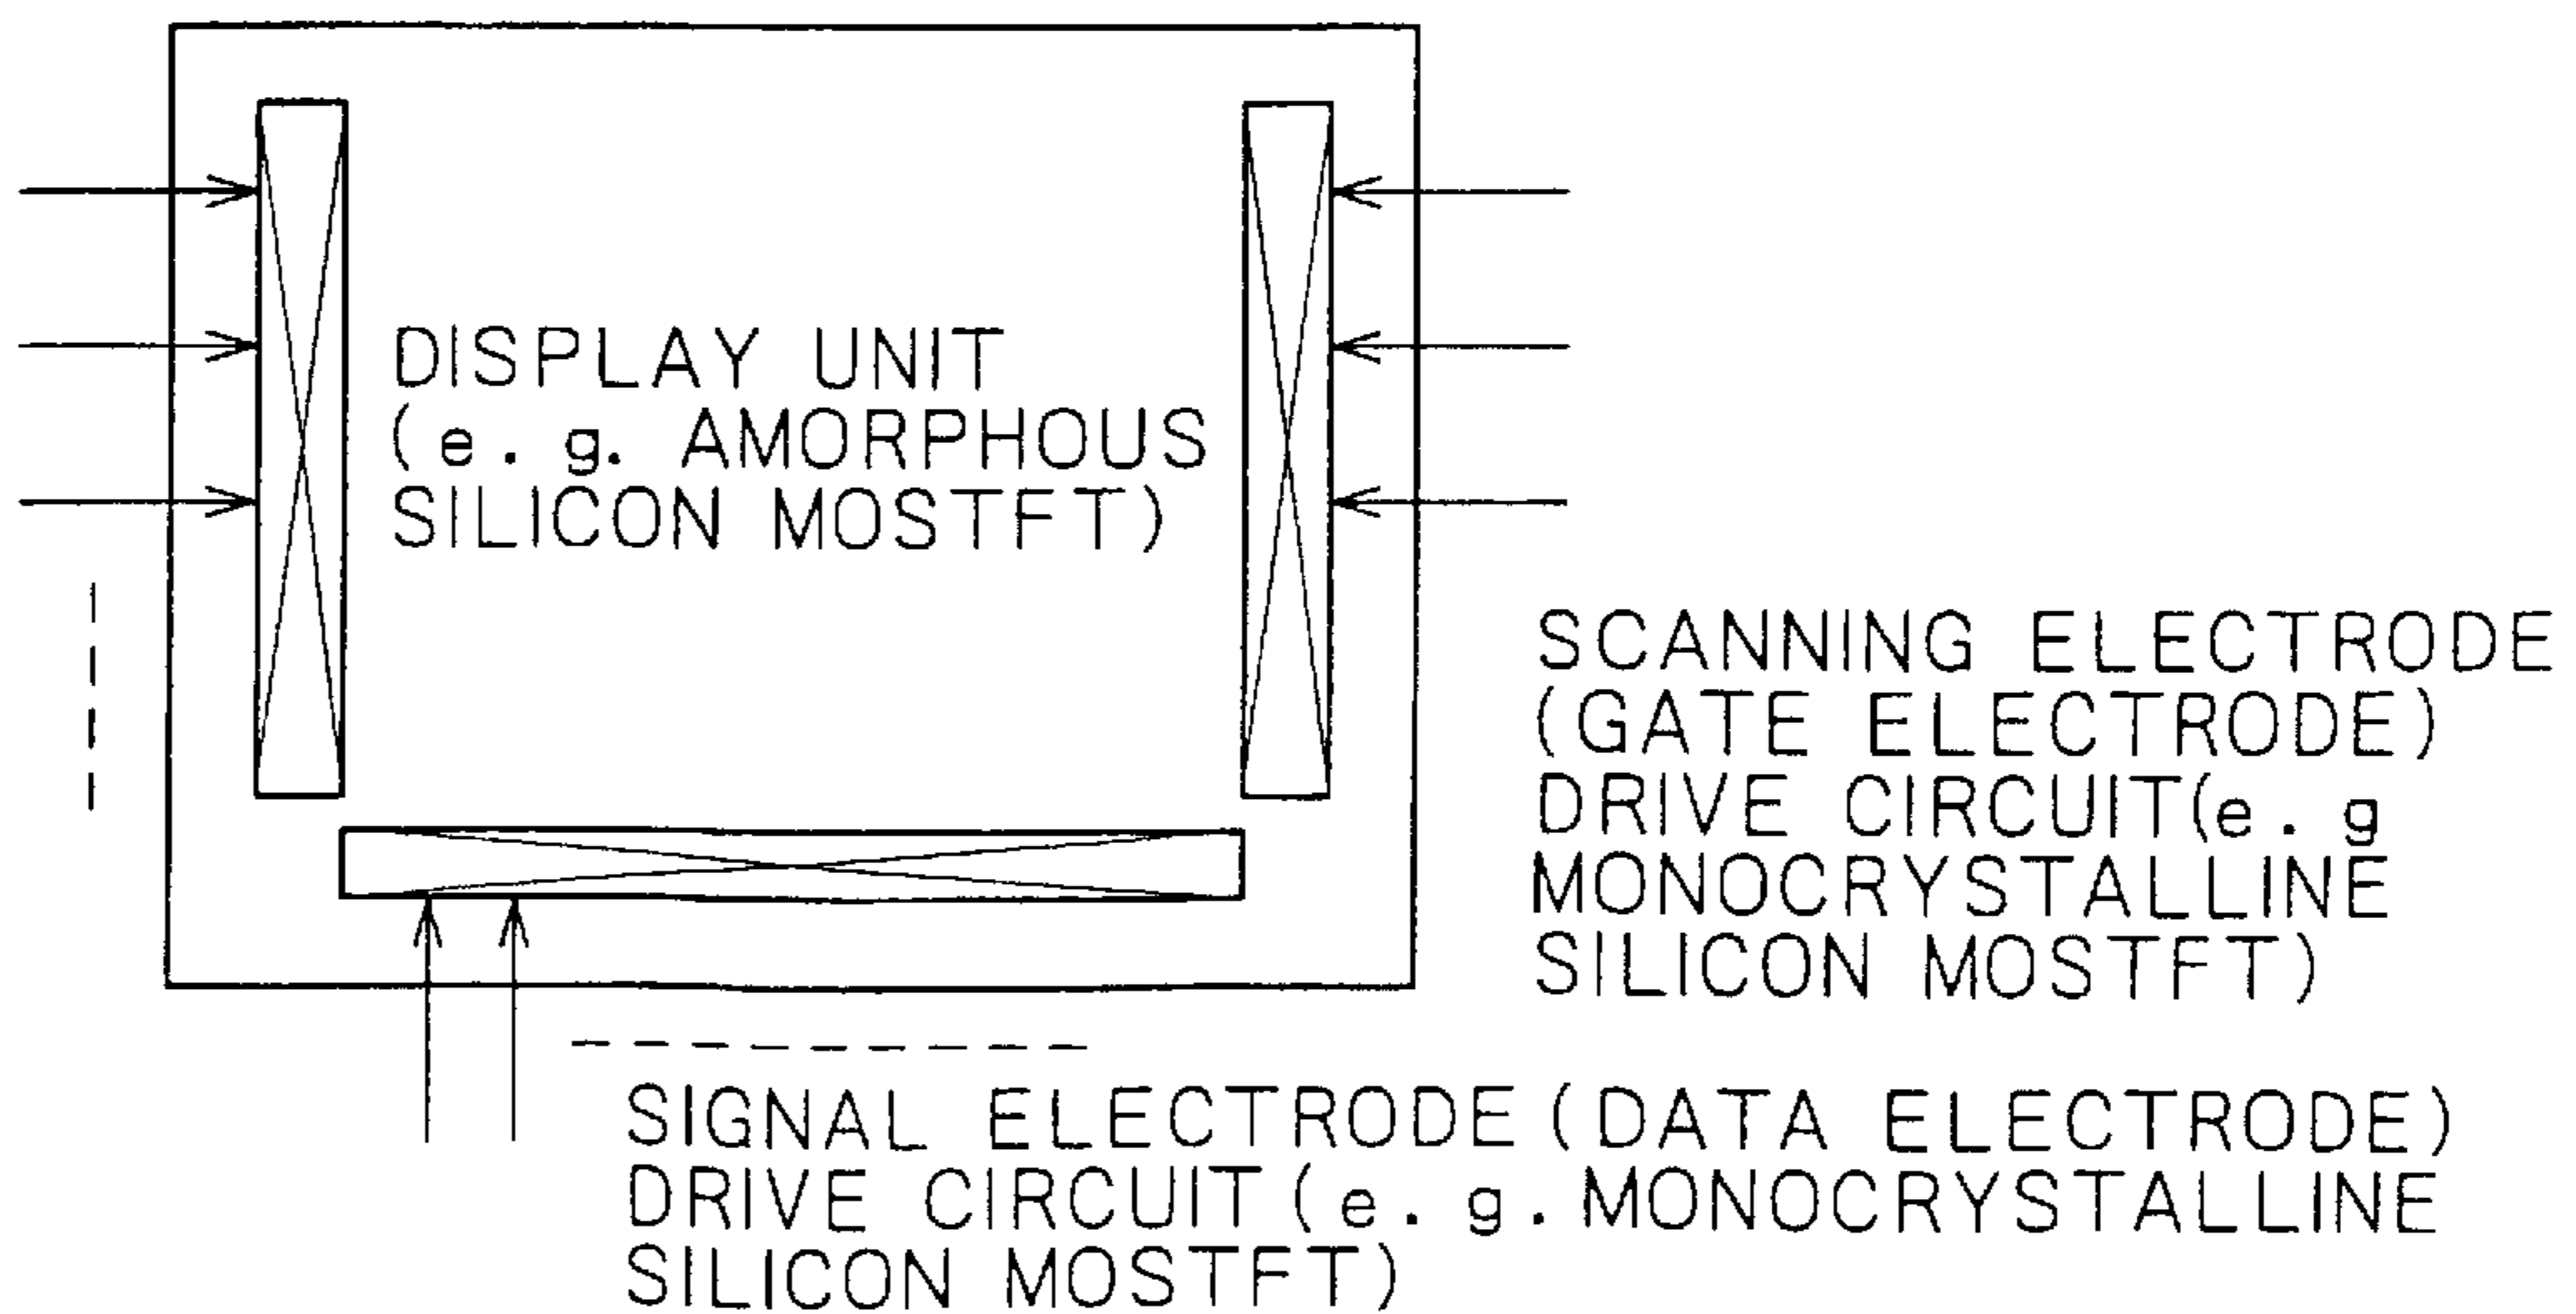 DISPLAY UNIT
(e. g. AMORPHOUS
SILICON MOSTFT)
SCANNING ELECTRODE
(GATE ELECTRODE)
DRIVE CIRCUIT(e. g
MONOCRYSTALLINE
SILICON MOSTFT)
SIGNAL ELECTRODE (DATA ELECTRODE)
DRIVE CIRCUIT (e. g. MONOCRYSTALLINE
SILICON MOSTFT)